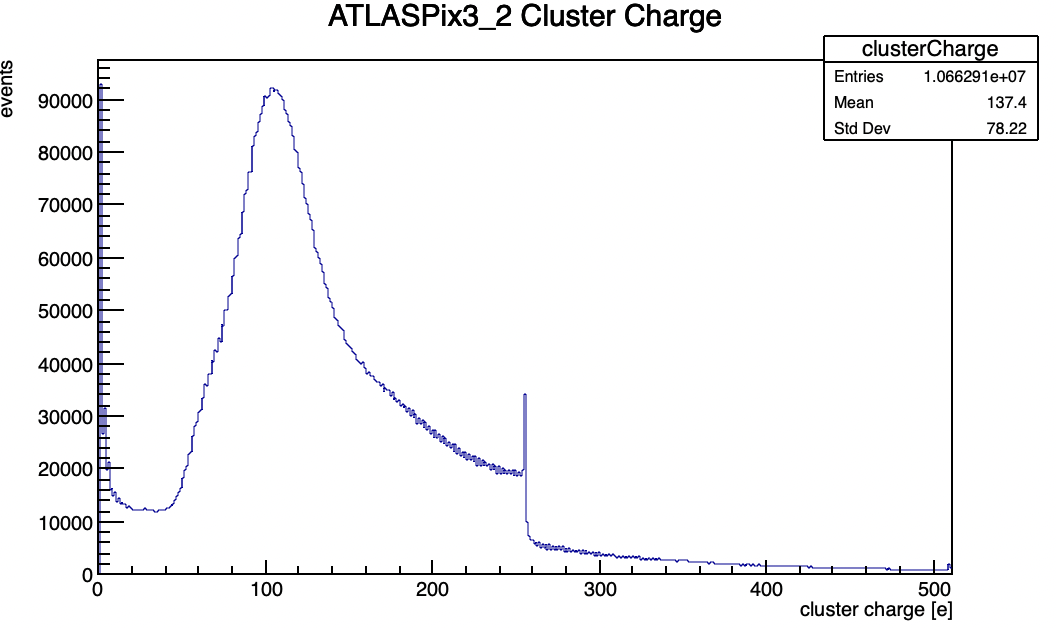 ATLASPix3_2 Cluster Charge
clusterCharge
Entries 1.066291e+07
Mean 137.4
Std Dev 78.22
events
90000
80000
70000
60000
50000
40000
30000
20000
10000
0
0 100 200 300 400 500
cluster charge [e]